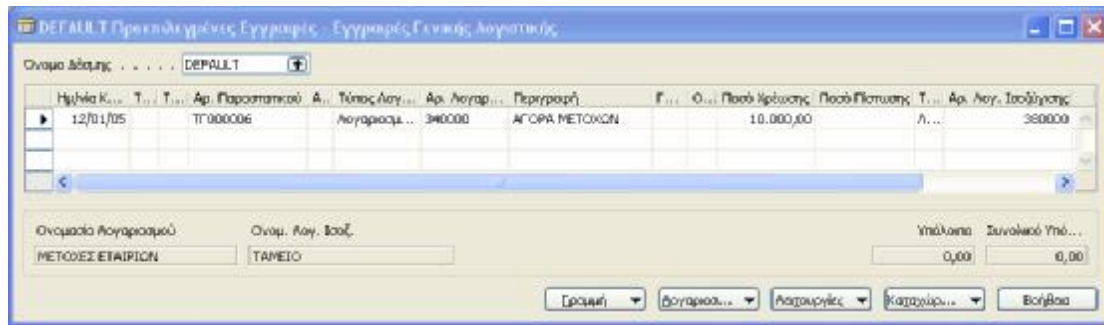 DEFAULT Προεπιλεγμένες Εγγραφές - Εγγραφές Γενικής Λογιστικής
Όνομα Δέσμης . . . . . DEFAULT
Ημ/νία Κ... Τ... Τ... Αρ. Παραστατικού Α... Τύπος Λογ... Αρ. Λογαρ... Περιγραφή Γ... Ο... Ποσό Χρέωσης Ποσό Πίστωσης Τ... Αρ. Λογ. Ισοζύγισης
12/01/05 ΤΓ000006 Λογαριασμ... 340000 ΑΓΟΡΑ ΜΕΤΟΧΩΝ 10.000,00 Λ... 380000
Ονομασία Λογαριασμού Ονομ. Λογ. Ισοζ. Υπόλοιπο Συνολικό Υπό...
ΜΕΤΟΧΕΣ ΕΤΑΙΡΙΩΝ ΤΑΜΕΙΟ 0,00 0,00
Γραμμή Λογαριασ... Λειτουργίες Καταχώρ... Βοήθεια